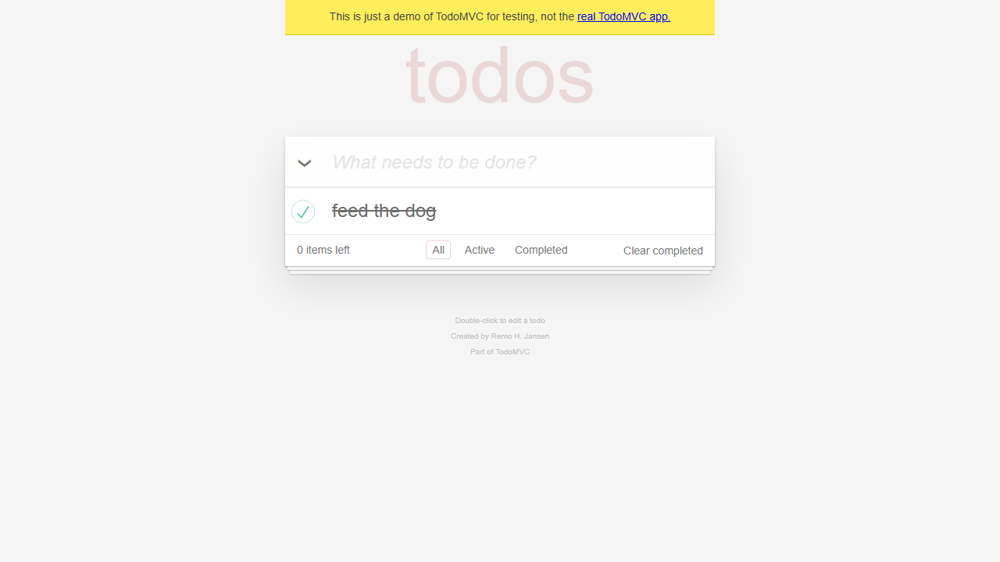 This is just a demo of TodoMVC for testing, not the real TodoMVC app.
todos
What needs to be done?
feed the dog
0 items left All Active Completed Clear completed
Double-click to edit a todo
Created by Remo H. Jansen
Part of TodoMVC